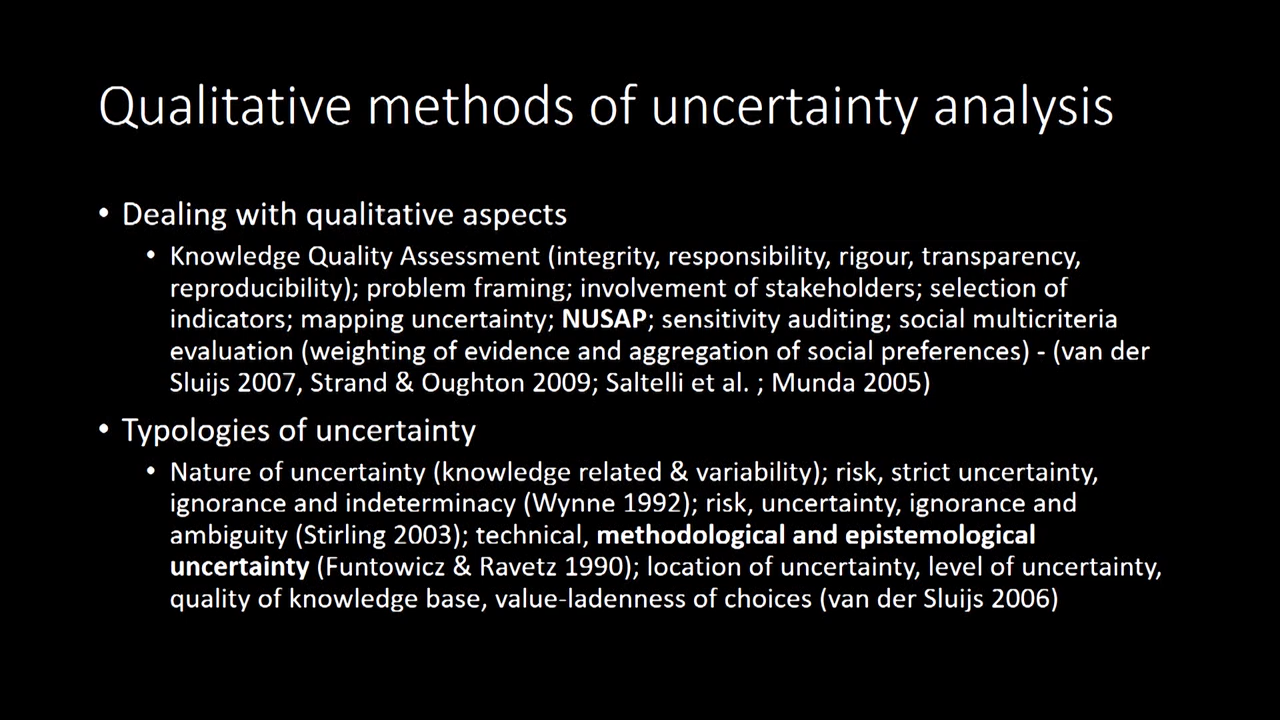 Qualitative methods of uncertainty analysis
• Dealing with qualitative aspects
• Knowledge Quality Assessment (integrity, responsibility, rigour, transparency,
reproducibility); problem framing; involvement of stakeholders; selection of
indicators; mapping uncertainty; NUSAP; sensitivity auditing; social multicriteria
evaluation (weighting of evidence and aggregation of social preferences) - (van der
Sluijs 2007, Strand & Oughton 2009; Saltelli et al. ; Munda 2005)
• Typologies of uncertainty
• Nature of uncertainty (knowledge related & variability); risk, strict uncertainty,
ignorance and indeterminacy (Wynne 1992); risk, uncertainty, ignorance and
ambiguity (Stirling 2003); technical, methodological and epistemological
uncertainty (Funtowicz & Ravetz 1990); location of uncertainty, level of uncertainty,
quality of knowledge base, value-ladenness of choices (van der Sluijs 2006)